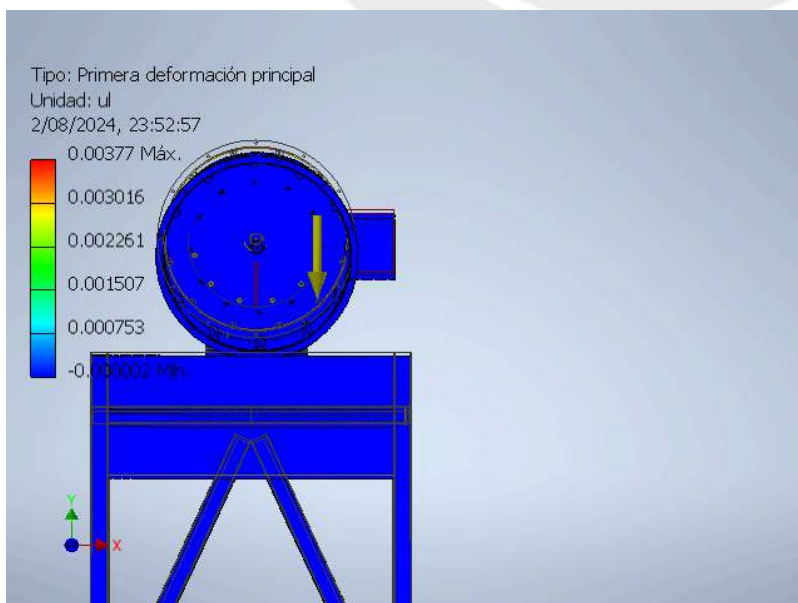 Tipo: Primera deformación principal
Unidad: ul
2/08/2024, 23:52:57
0.00377 Máx.
0.003016
0.002261
0.001507
0.000753
-0.000002 Mín.
Y
X